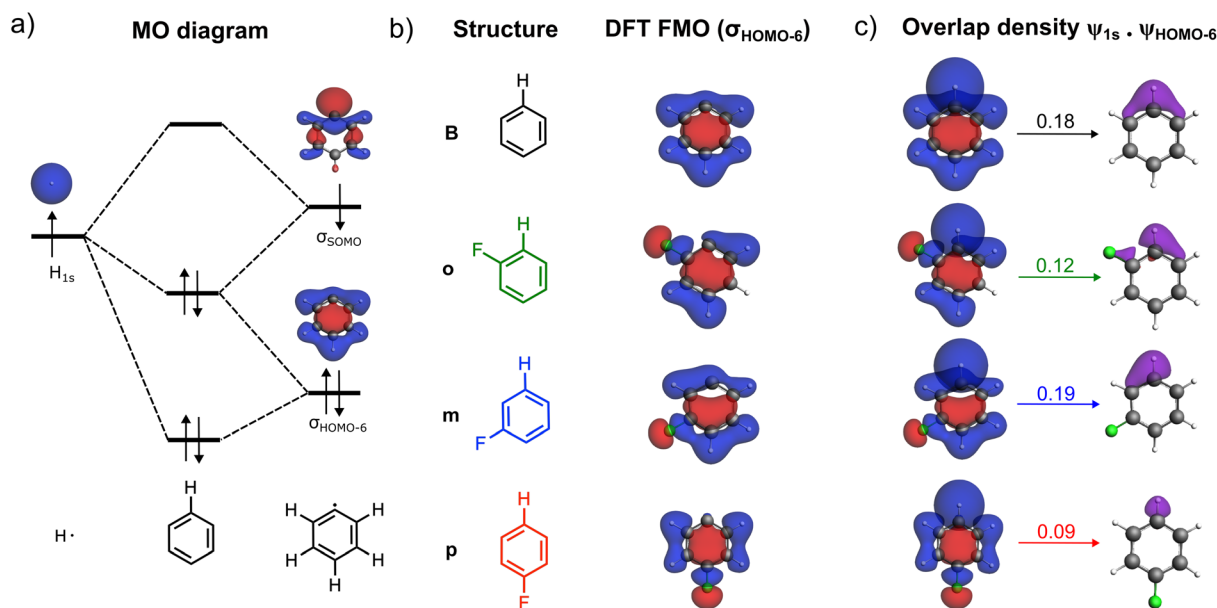 a)
MO diagram
H1s
σSOMO
σHOMO-6
H
H·
H
H
H
H
H
H
b)
Structure
DFT FMO (σHOMO-6)
B
H
o
F
H
m
H
F
p
H
F
c)
Overlap density ψ1s . ψHOMO-6
0.18
0.12
0.19
0.09